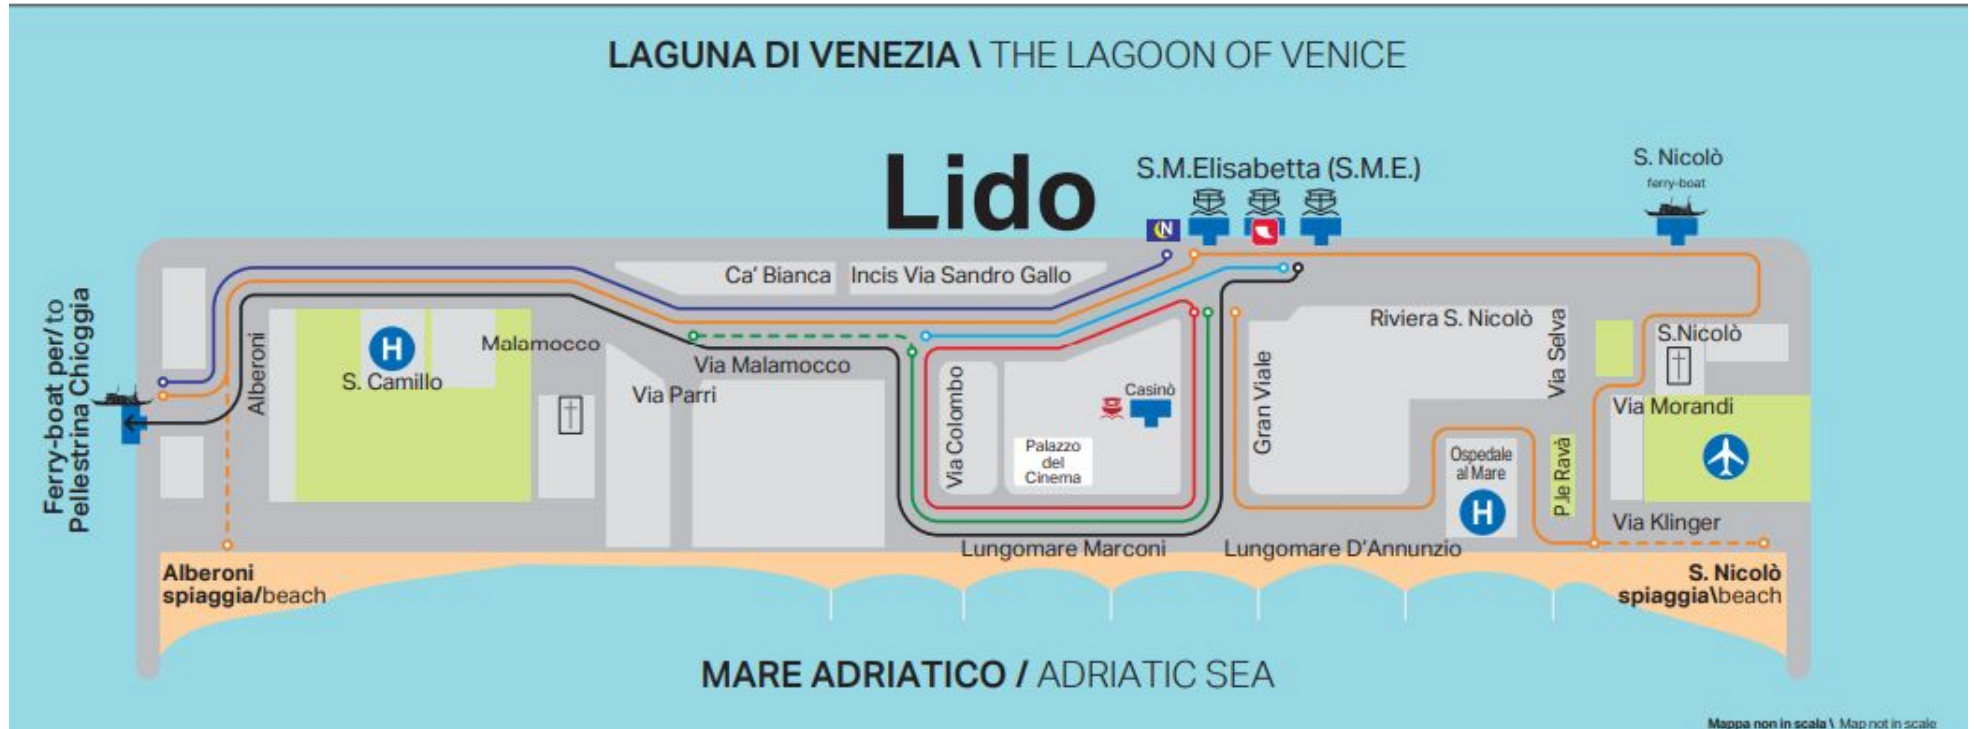 LAGUNA DI VENEZIA \ THE LAGOON OF VENICE
Lido
S.M.Elisabetta (S.M.E.)
S. Nicolò
ferry-boat
N
Ca' Bianca
Incis Via Sandro Gallo
Ferry-boat per/to
Pellestrina Chioggia
Alberoni
H
S. Camillo
Malamocco
Via Malamocco
Via Parri
Via Colombo
Casinò
Palazzo
del
Cinema
Gran Viale
Riviera S. Nicolò
Via Selva
S.Nicolò
Via Morandi
Ospedale
al Mare
H
P.le Ravà
Via Klinger
Lungomare Marconi
Lungomare D'Annunzio
Alberoni
spiaggia/beach
S. Nicolò
spiaggia\beach
MARE ADRIATICO / ADRIATIC SEA
Mappa non in scala \ Map not in scale